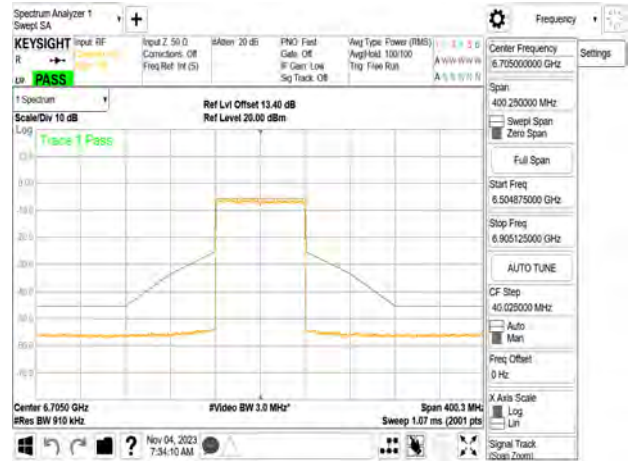 Spectrum Analyzer 1
Swept SA
+
Frequency
KEYSIGHT
R
PASS
Input: RF
Input Z: 50 Ω
Corrections: Off
Freq Ref: Int (S)
#Atten: 20 dB
PNO: Fast
Gate: Off
IF Gain: Low
Sig Track: Off
Avg Type: Power (RMS)
Avg|Hold: 100/100
Trig: Free Run
Center Frequency
6.705000000 GHz
Settings
Span
400.250000 MHz
Swept Span
Zero Span
Full Span
Start Freq
6.504875000 GHz
Stop Freq
6.905125000 GHz
AUTO TUNE
CF Step
40.025000 MHz
Auto
Man
Freq Offset
0 Hz
X Axis Scale
Log
Lin
Signal Track
(Span Zoom)
1 Spectrum
Scale/Div 10 dB
Ref Lvl Offset 13.40 dB
Ref Level 20.00 dBm
Log
Trace 1 Pass
Center 6.7050 GHz
#Res BW 910 kHz
#Video BW 3.0 MHz*
Span 400.3 MHz
Sweep 1.07 ms (2001 pts
?
Nov 04, 2023
7:34:10 AM